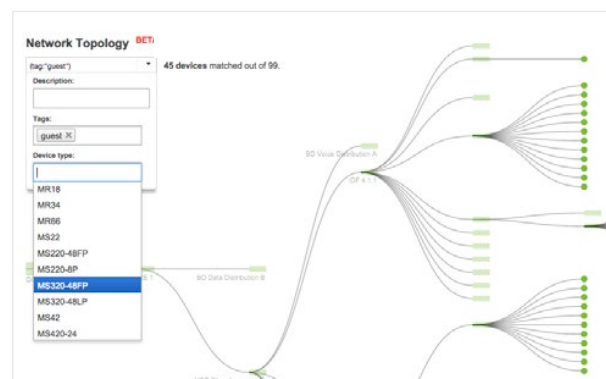 Network Topology BETA
(tag:"guest")
45 devices matched out of 99.
Description:
Tags:
guest ×
Device type:
MR18
MR34
MR66
MS22
MS220-48FP
MS220-8P
MS320-48FP
MS320-48LP
MS42
MS420-24
BD Voice Distribution A
GF 4.1.1
BD Data Distribution B